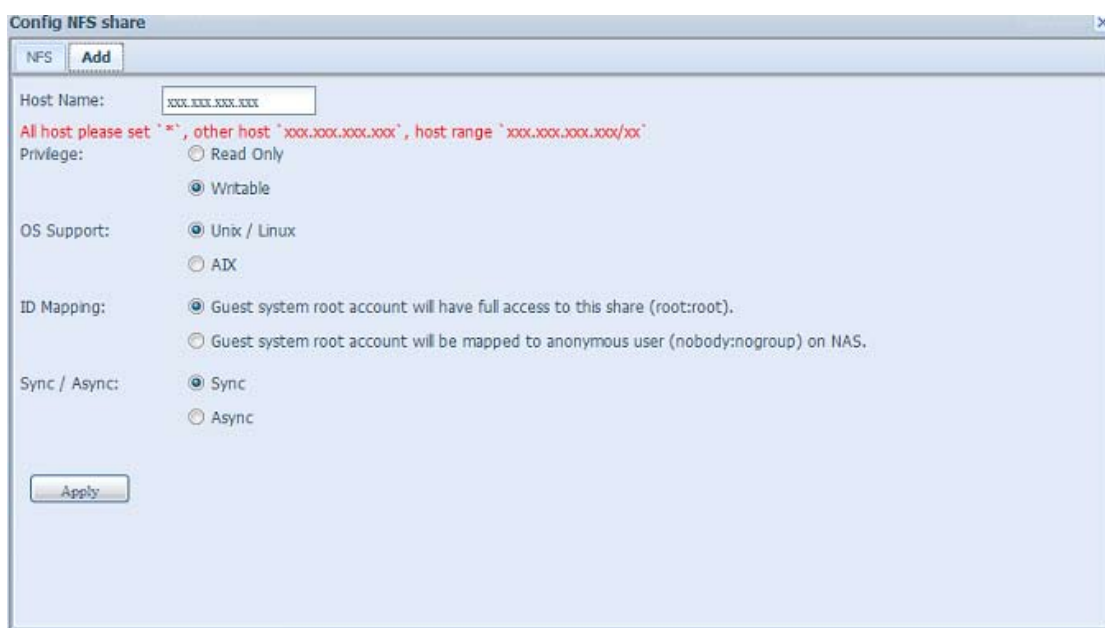 Config NFS share
NFS Add
Host Name: xxx.xxx.xxx.xxx
All host please set `*`, other host `xxx.xxx.xxx.xxx`, host range `xxx.xxx.xxx.xxx/xx`
Privilege: Read Only
Writable
OS Support: Unix / Linux
AIX
ID Mapping: Guest system root account will have full access to this share (root:root).
Guest system root account will be mapped to anonymous user (nobody:nogroup) on NAS.
Sync / Async: Sync
Async
Apply